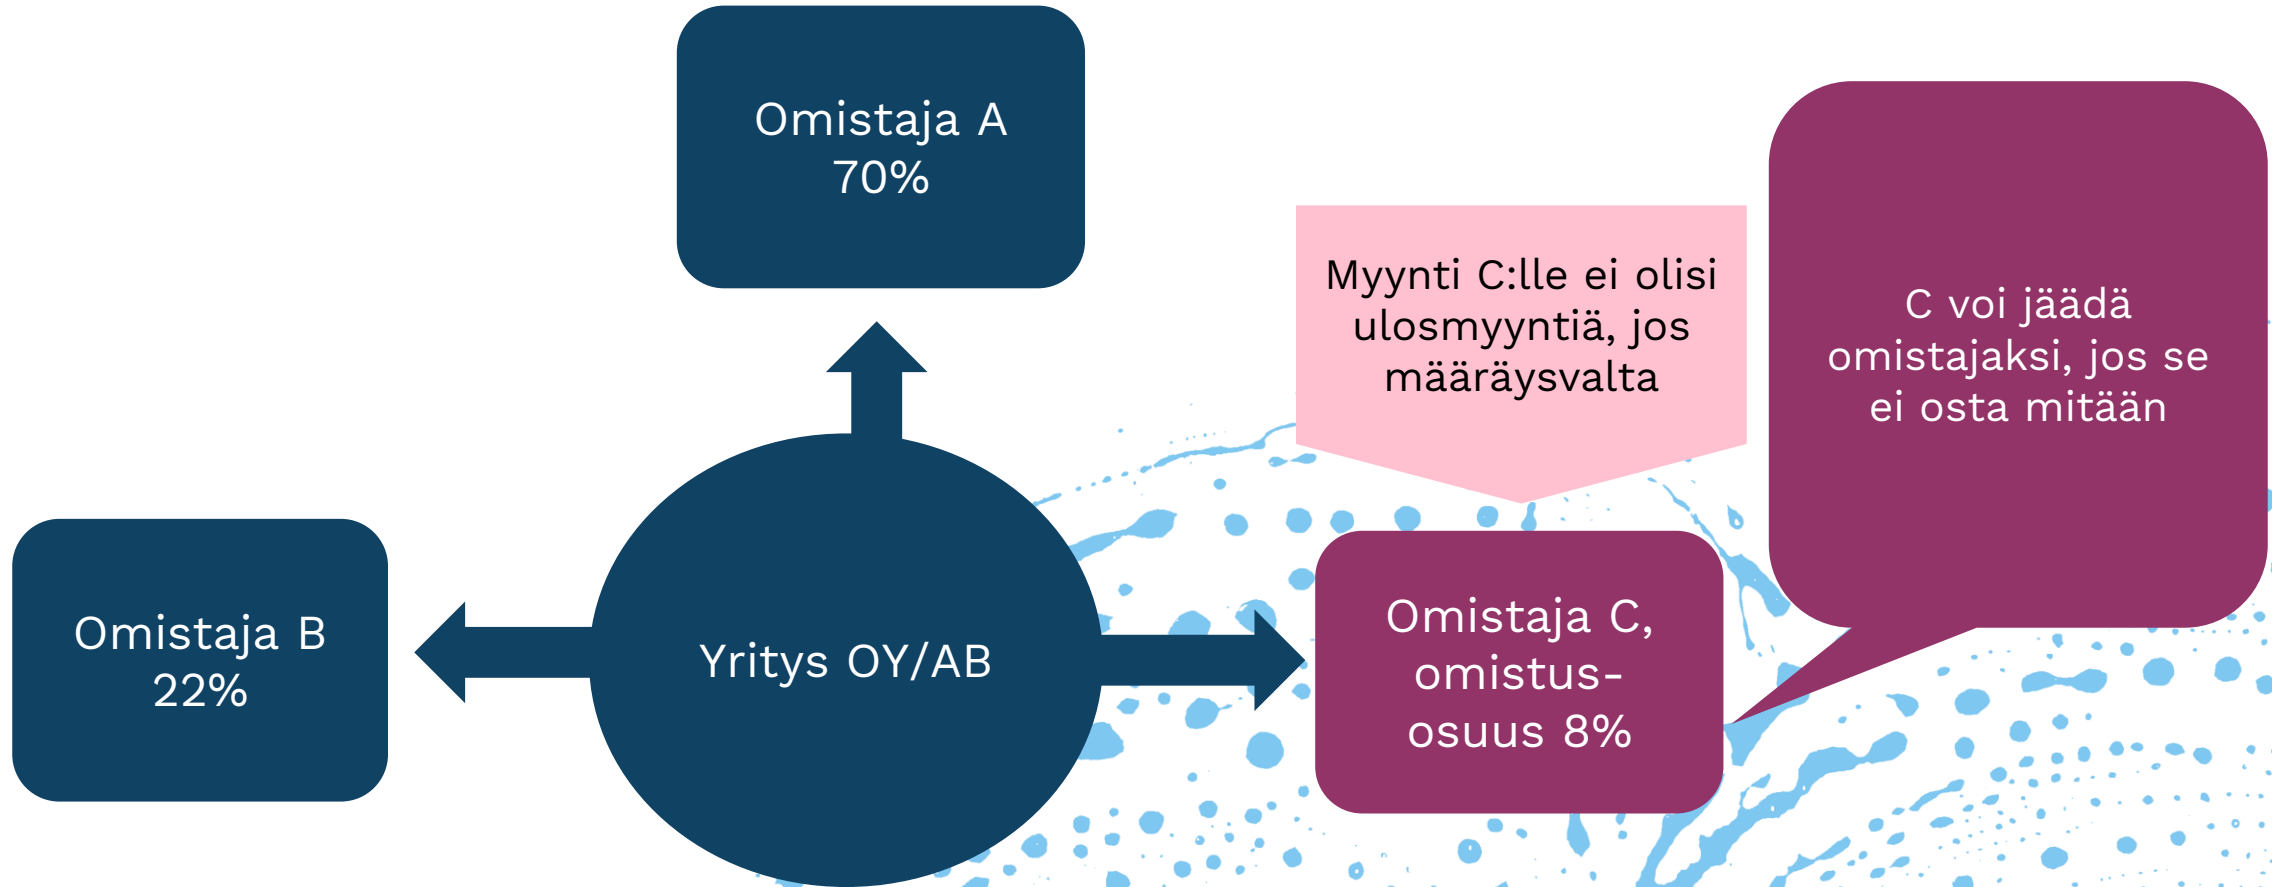 Omistaja A
70%
Myynti C:lle ei olisi
ulosmyyntiä, jos
määräysvalta
C voi jäädä
omistajaksi, jos se
ei osta mitään
Omistaja B
22%
Yritys OY/AB
Omistaja C,
omistus-
osuus 8%